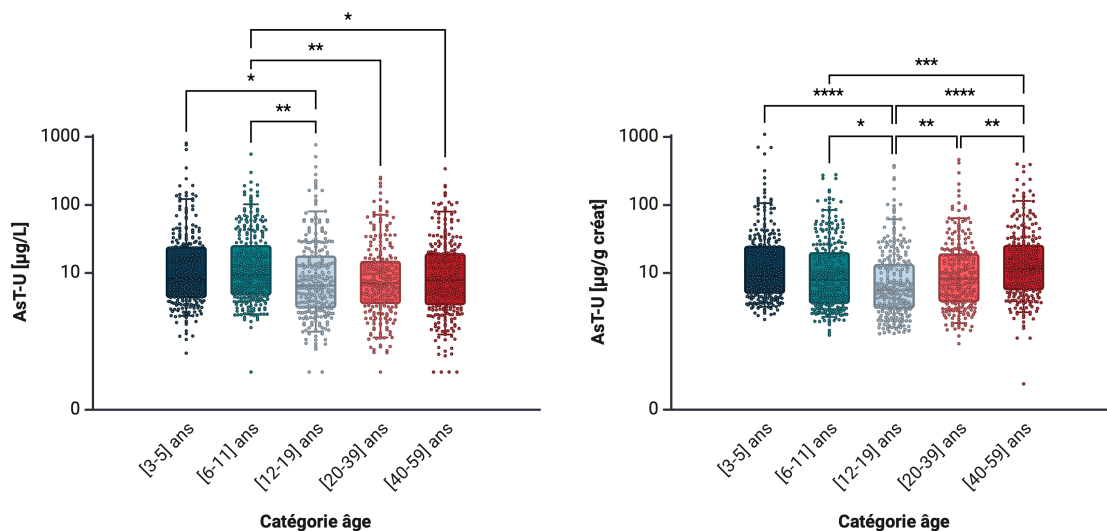 *
**
*
**
1000
100
10
0
AsT-U [µg/L]
[3-5] ans
[6-11] ans
[12-19] ans
[20-39] ans
[40-59] ans
Catégorie âge
***
****
****
*
**
**
1000
100
10
0
AsT-U [µg/g créat]
[3-5] ans
[6-11] ans
[12-19] ans
[20-39] ans
[40-59] ans
Catégorie âge